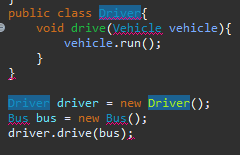 }
public class Driver{
void drive(Vehicle vehicle){
vehicle.run();
}
}
Driver driver = new Driver();
Bus bus = new Bus();
driver.drive(bus);